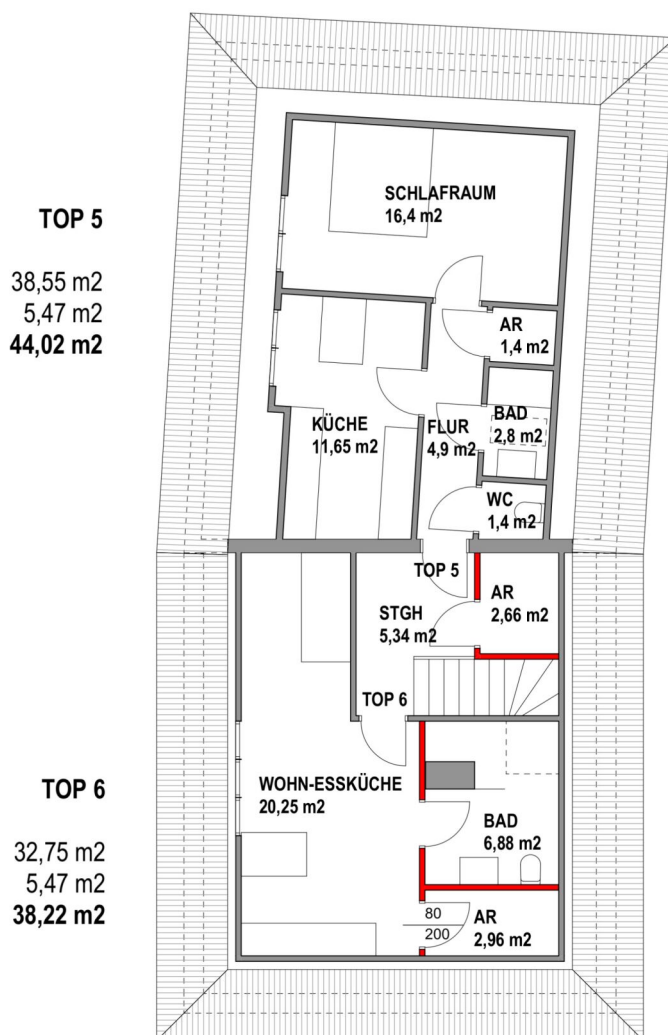 SCHLAFRAUM
16,4 m2
TOP 5
38,55 m2
5,47 m2
44,02 m2
AR
1,4 m2
KÜCHE
11,65 m2
FLUR
4,9 m2
BAD
2,8 m2
WC
1,4 m2
TOP 5
STGH
5,34 m2
AR
2,66 m2
TOP 6
TOP 6
32,75 m2
5,47 m2
38,22 m2
WOHN-ESSKÜCHE
20,25 m2
BAD
6,88 m2
80
200
AR
2,96 m2